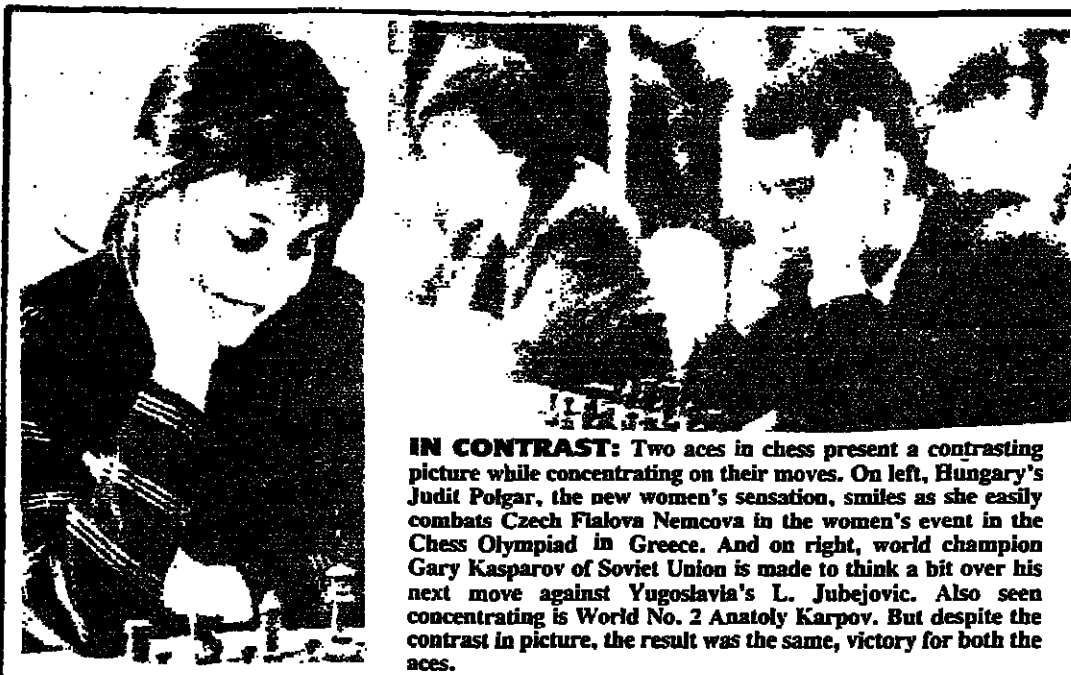 IN CONTRAST: Two aces in chess present a contrasting
picture while concentrating on their moves. On left, Hungary's
Judit Polgar, the new women's sensation, smiles as she easily
combats Czech Fialova Nemcova in the women's event in the
Chess Olympiad in Greece. And on right, world champion
Gary Kasparov of Soviet Union is made to think a bit over his
next move against Yugoslavia's L. Jubejovic. Also seen
concentrating is World No. 2 Anatoly Karpov. But despite the
contrast in picture, the result was the same, victory for both the
aces.